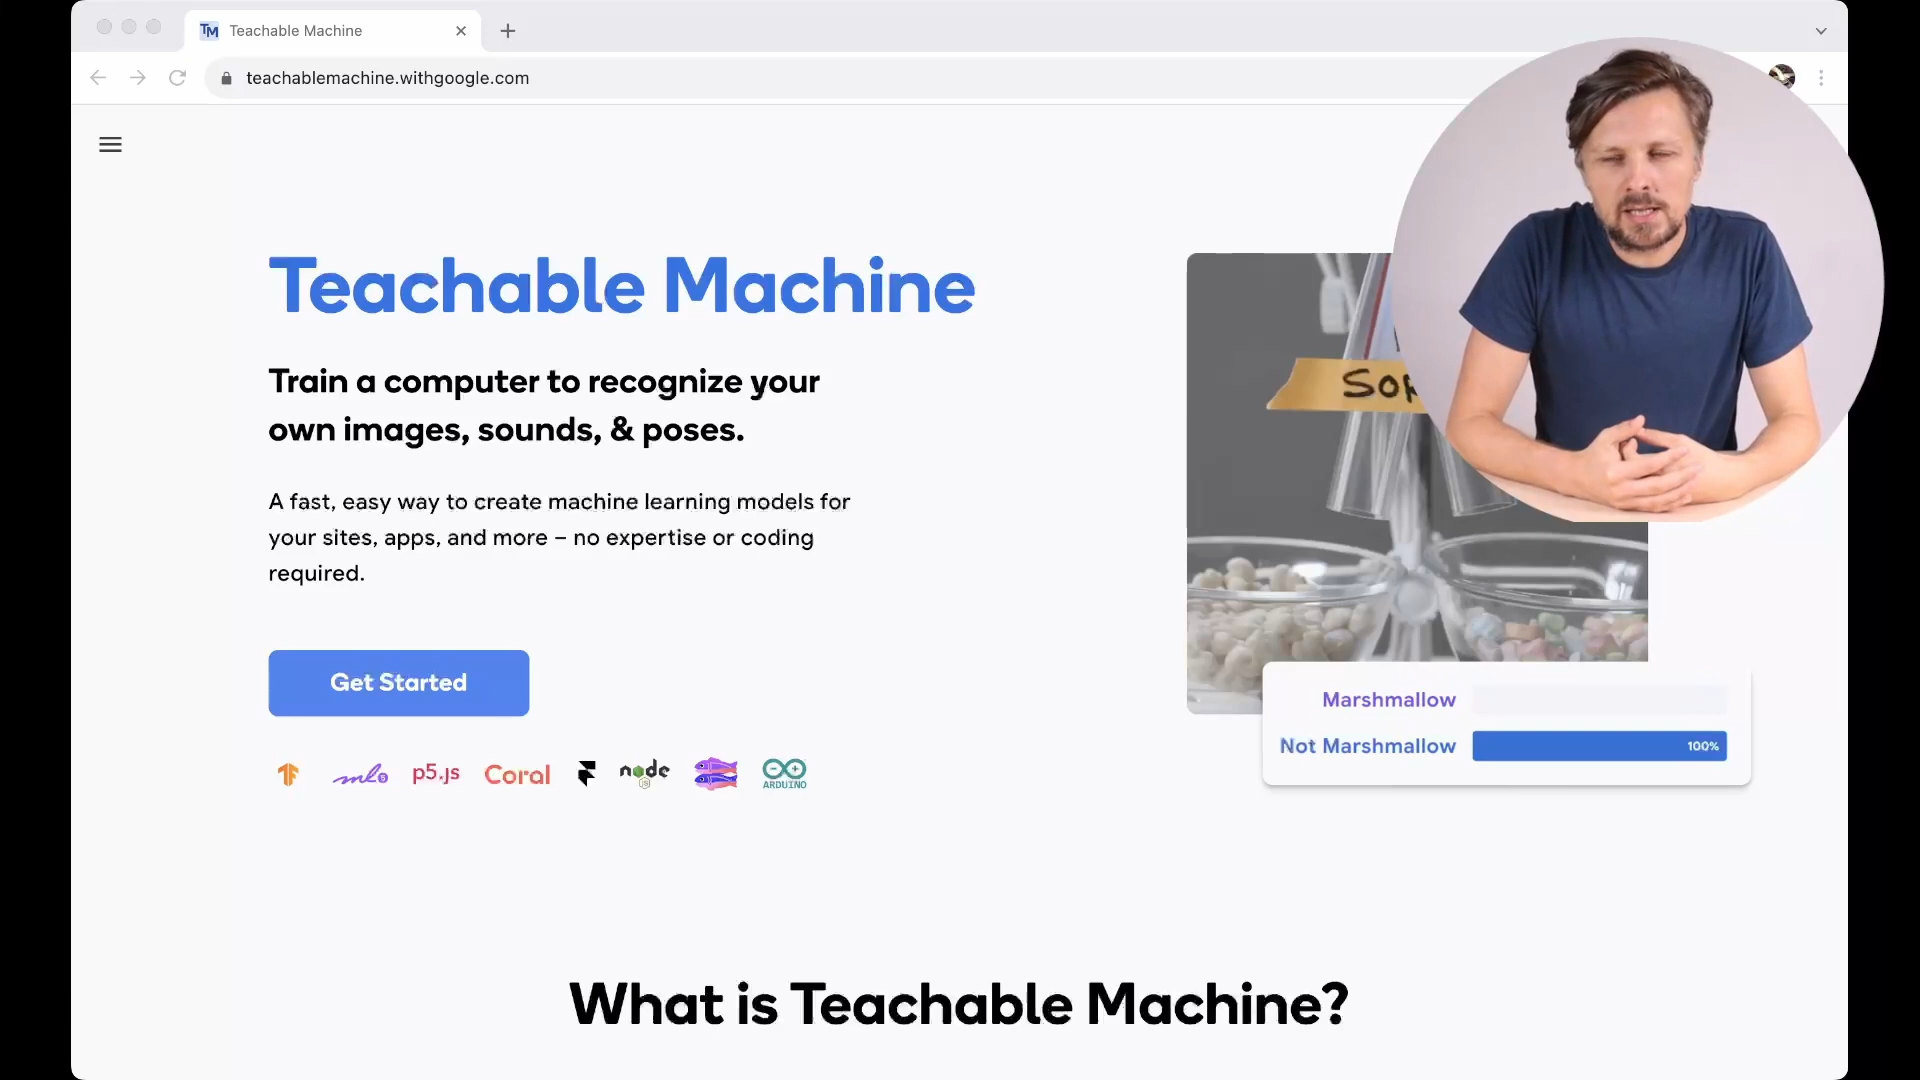 Teachable Machine
teachablemachine.withgoogle.com
Teachable Machine
Train a computer to recognize your
own images, sounds, & poses.
A fast, easy way to create machine learning models for
your sites, apps, and more – no expertise or coding
required.
Get Started
ml5 p5.js Coral node JS ARDUINO
Marshmallow
Not Marshmallow 100%
What is Teachable Machine?